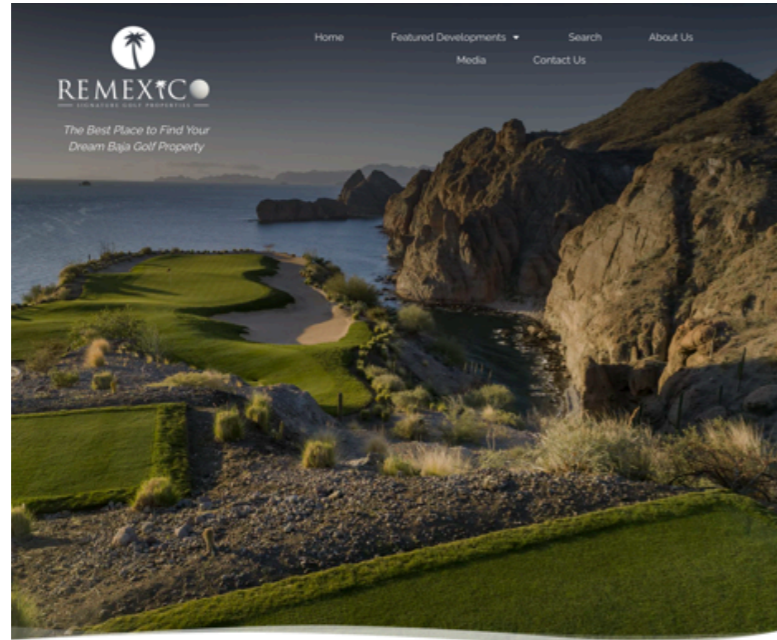 Home Featured Developments Search About Us
Media Contact Us
REMEXICO
SIGNATURE GOLF PROPERTIES
The Best Place to Find Your
Dream Baja Golf Property